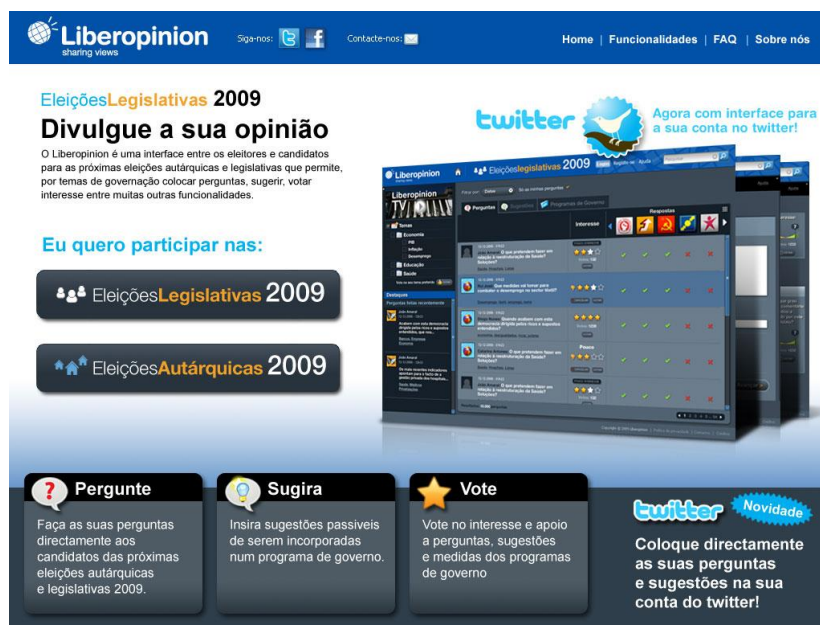 Liberopinion
sharing views
Siga-nos:
Contacte-nos:
Home | Funcionalidades | FAQ | Sobre nós
EleiçõesLegislativas 2009
Divulgue a sua opinião
O Liberopinion é uma interface entre os eleitores e candidatos
para as próximas eleições autárquicas e legislativas que permite,
por temas de governação colocar perguntas, sugerir, votar
interesse entre muitas outras funcionalidades.
twitter
Agora com interface para
a sua conta no twitter!
Eu quero participar nas:
EleiçõesLegislativas 2009
EleiçõesAutárquicas 2009
Liberopinion
Eleiçõeslegislativas 2009
Liberopinion
Temas
Economia
PIB
Inflação
Desemprego
Educação
Saúde
Destaques
Perguntas
Sugestões
Programas de Governo
Interesse
Respostas
Pouco
Pergunte
Faça as suas perguntas
directamente aos
candidatos das próximas
eleições autárquicas
e legislativas 2009.
Sugira
Insira sugestões passiveis
de serem incorporadas
num programa de governo.
Vote
Vote no interesse e apoio
a perguntas, sugestões
e medidas dos programas
de governo
twitter
Novidade
Coloque directamente
as suas perguntas
e sugestões na sua
conta do twitter!